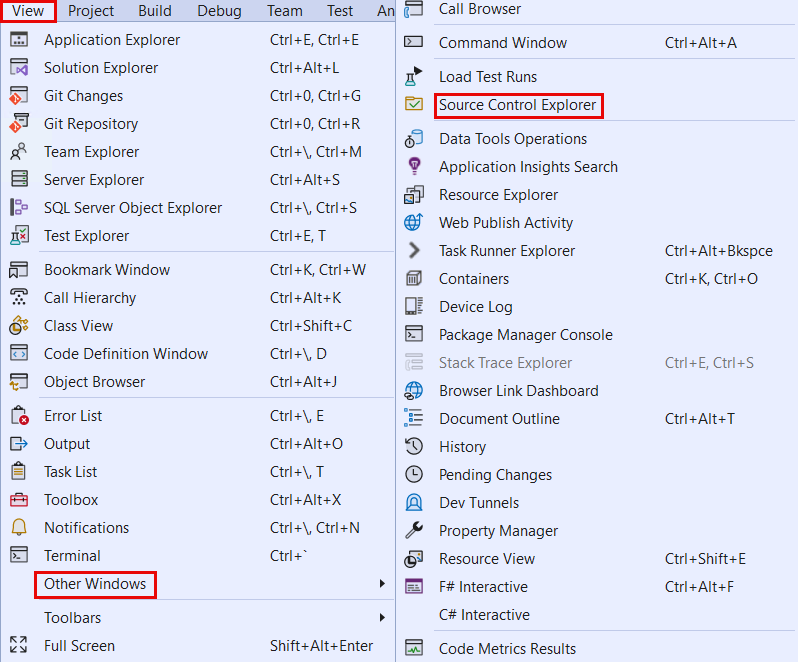 View Project Build Debug Team Test An
Application Explorer Ctrl+E, Ctrl+E
Solution Explorer Ctrl+Alt+L
Git Changes Ctrl+0, Ctrl+G
Git Repository Ctrl+0, Ctrl+R
Team Explorer Ctrl+\, Ctrl+M
Server Explorer Ctrl+Alt+S
SQL Server Object Explorer Ctrl+\, Ctrl+S
Test Explorer Ctrl+E, T
Bookmark Window Ctrl+K, Ctrl+W
Call Hierarchy Ctrl+Alt+K
Class View Ctrl+Shift+C
Code Definition Window Ctrl+\, D
Object Browser Ctrl+Alt+J
Error List Ctrl+\, E
Output Ctrl+Alt+O
Task List Ctrl+\, T
Toolbox Ctrl+Alt+X
Notifications Ctrl+\, Ctrl+N
Terminal Ctrl+`
Other Windows
Toolbars
Full Screen Shift+Alt+Enter
Call Browser
Command Window Ctrl+Alt+A
Load Test Runs
Source Control Explorer
Data Tools Operations
Application Insights Search
Resource Explorer
Web Publish Activity
Task Runner Explorer Ctrl+Alt+Bkspce
Containers Ctrl+K, Ctrl+O
Device Log
Package Manager Console
Stack Trace Explorer Ctrl+E, Ctrl+S
Browser Link Dashboard
Document Outline Ctrl+Alt+T
History
Pending Changes
Dev Tunnels
Property Manager
Resource View Ctrl+Shift+E
F# Interactive Ctrl+Alt+F
C# Interactive
Code Metrics Results